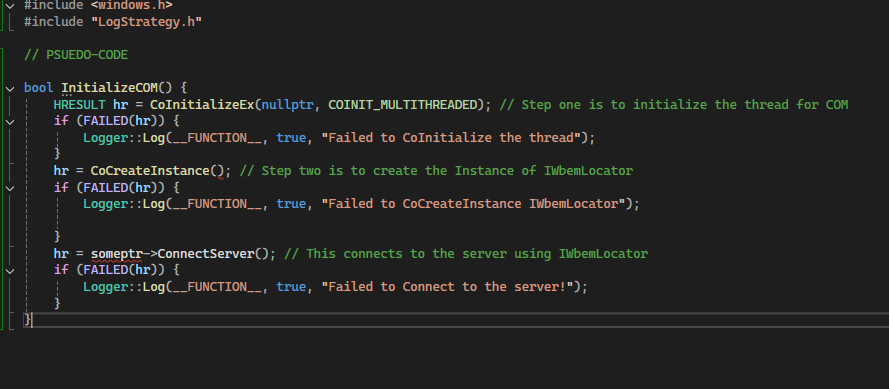 #include <windows.h>
#include "LogStrategy.h"
// PSUEDO-CODE
bool InitializeCOM() {
HRESULT hr = CoInitializeEx(nullptr, COINIT_MULTITHREADED); // Step one is to initialize the thread for COM
if (FAILED(hr)) {
Logger::Log(__FUNCTION__, true, "Failed to CoInitialize the thread");
}
hr = CoCreateInstance(); // Step two is to create the Instance of IWbemLocator
if (FAILED(hr)) {
Logger::Log(__FUNCTION__, true, "Failed to CoCreateInstance IWbemLocator");
}
hr = someptr->ConnectServer(); // This connects to the server using IWbemLocator
if (FAILED(hr)) {
Logger::Log(__FUNCTION__, true, "Failed to Connect to the server!");
}
}